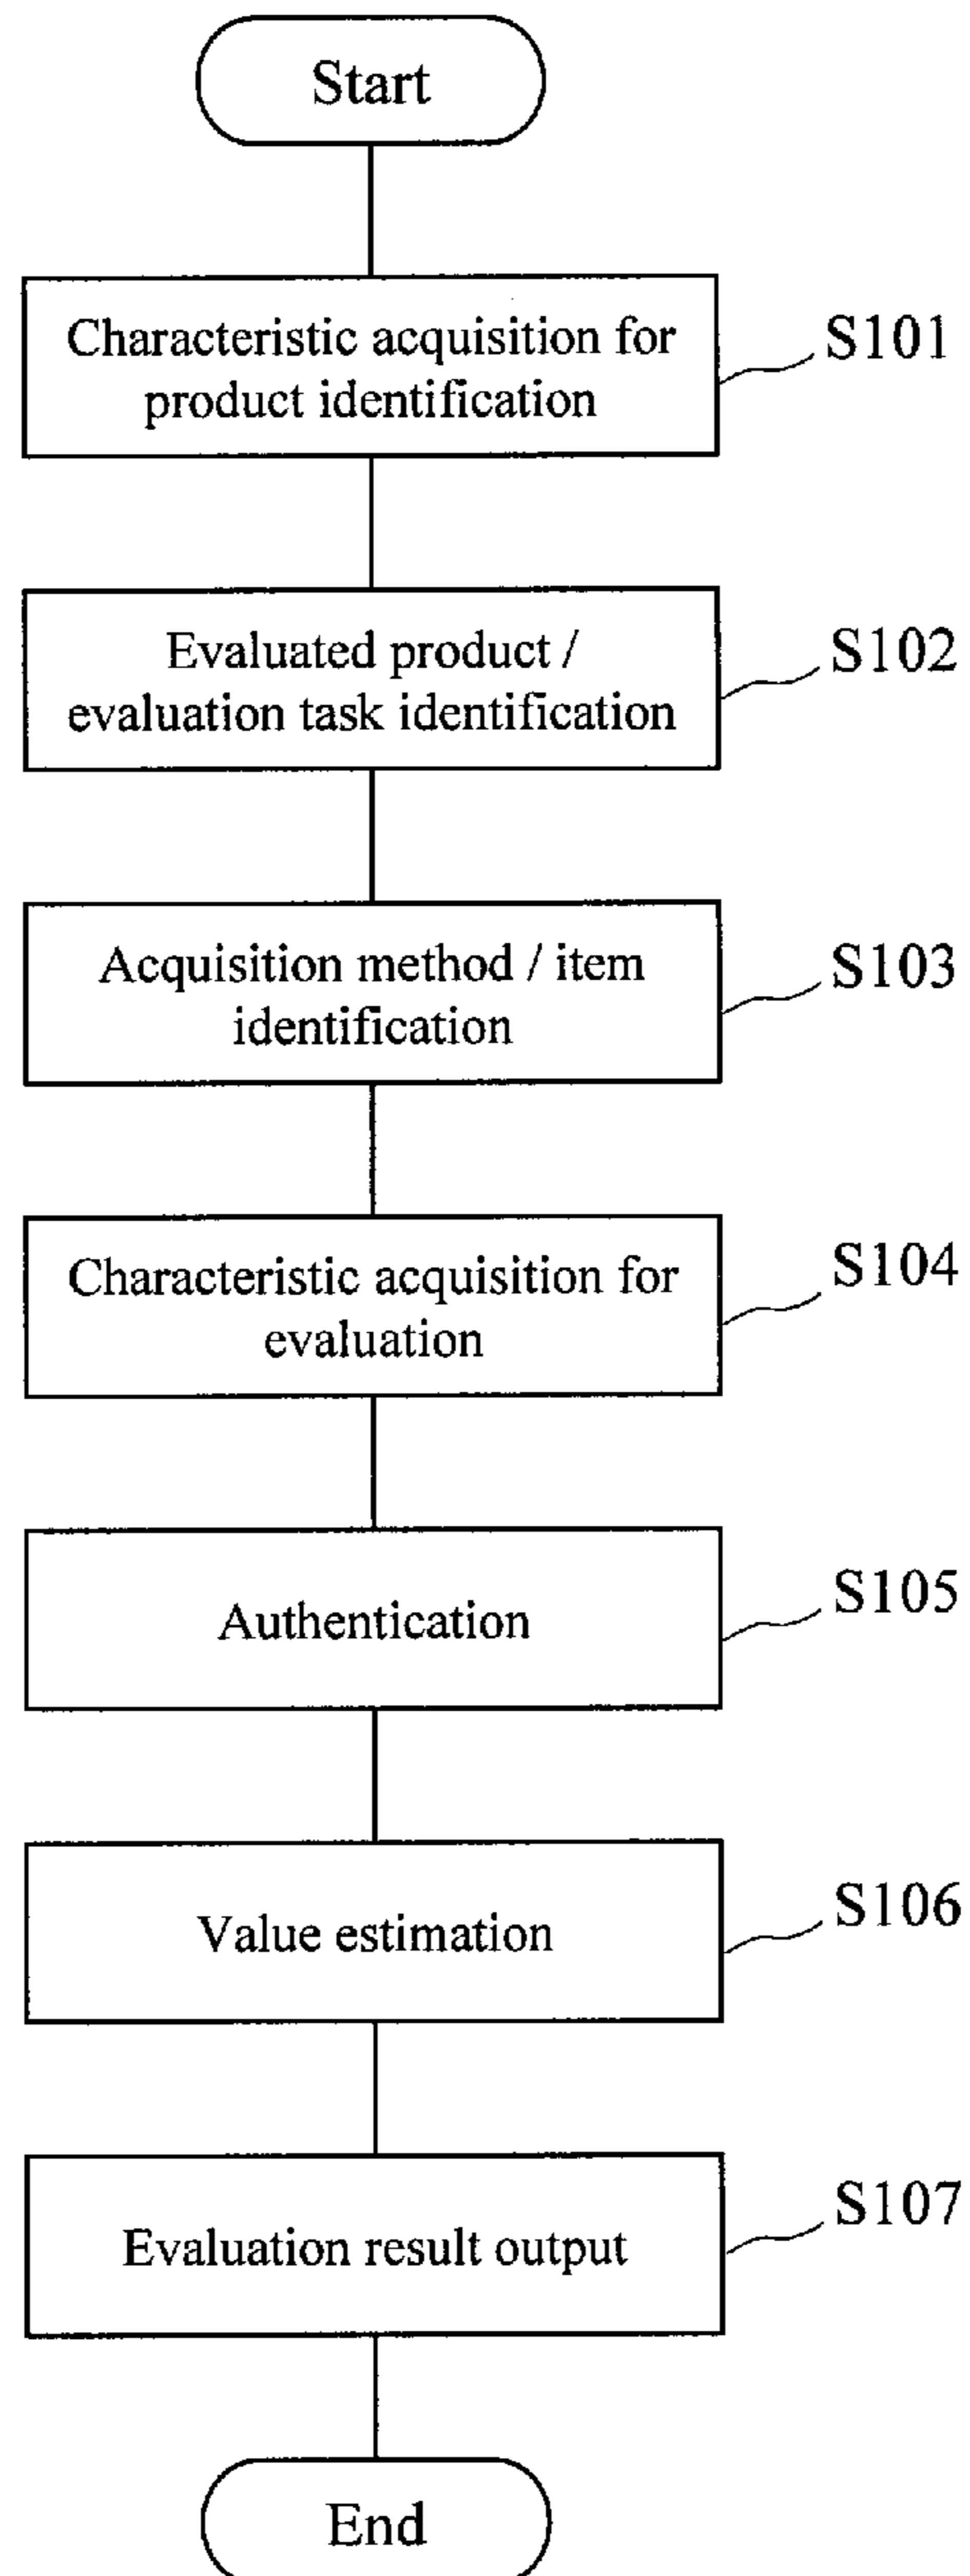 Start
Characteristic acquisition for
product identification
S101
Evaluated product /
evaluation task identification
S102
Acquisition method / item
identification
S103
Characteristic acquisition for
evaluation
S104
Authentication
S105
Value estimation
S106
Evaluation result output
S107
End